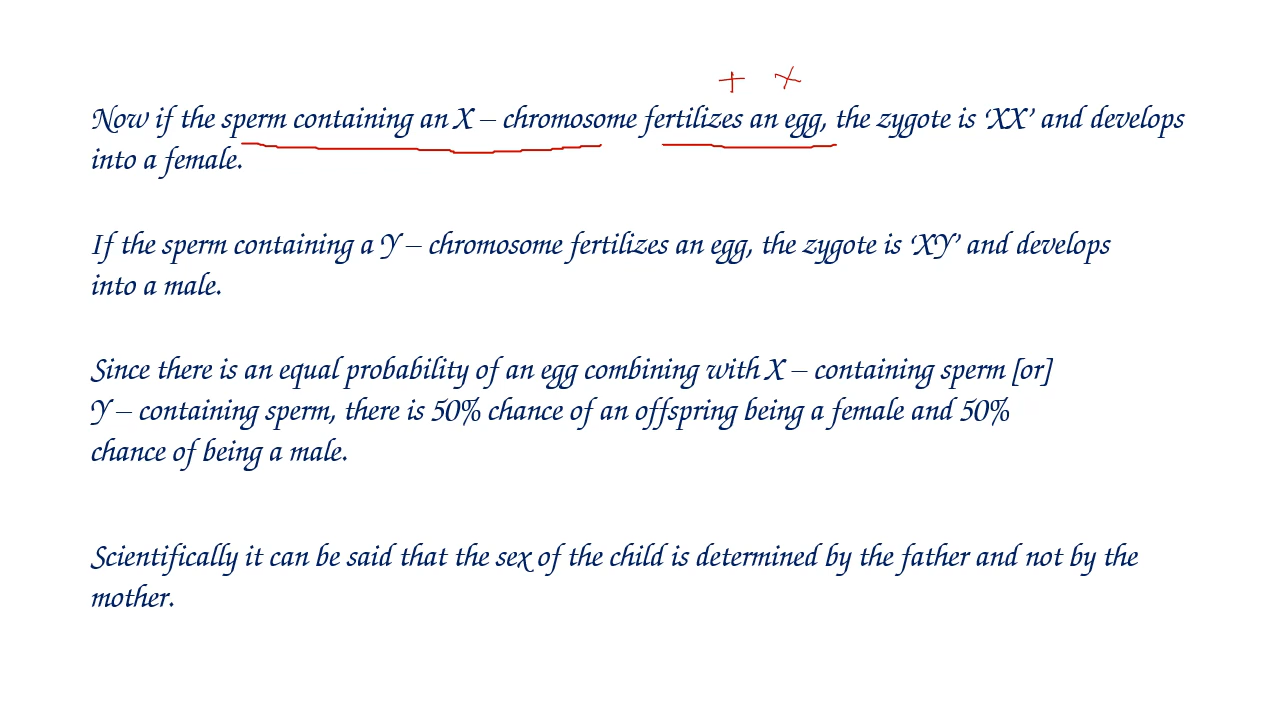 + X
Now if the sperm containing an X – chromosome fertilizes an egg, the zygote is ‘XX’ and develops
into a female.
If the sperm containing a Y – chromosome fertilizes an egg, the zygote is ‘XY’ and develops
into a male.
Since there is an equal probability of an egg combining with X – containing sperm [or]
Y – containing sperm, there is 50% chance of an offspring being a female and 50%
chance of being a male.
Scientifically it can be said that the sex of the child is determined by the father and not by the
mother.